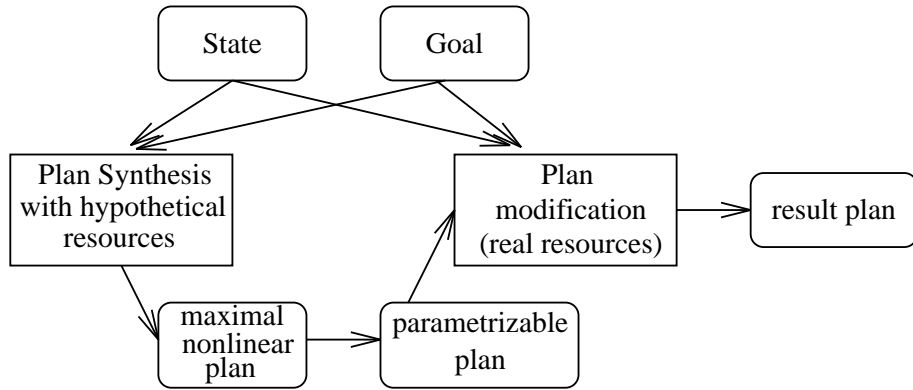 State
Goal
Plan Synthesis
with hypothetical
resources
Plan
modification
(real resources)
result plan
maximal
nonlinear
plan
parametrizable
plan